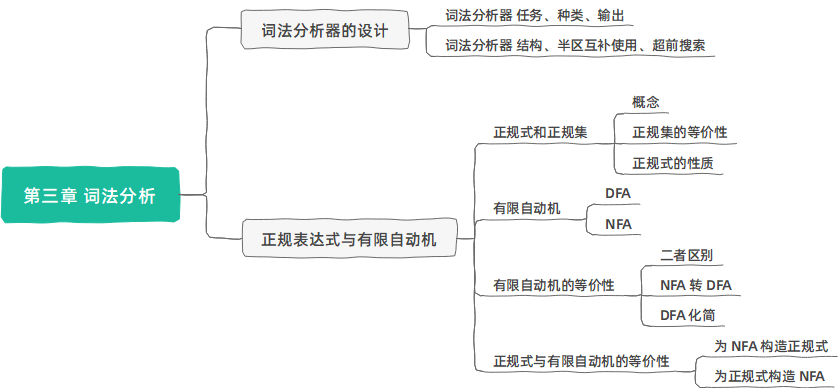 第三章 词法分析
词法分析器的设计
词法分析器 任务、种类、输出
词法分析器 结构、半区互补使用、超前搜索
正规表达式与有限自动机
正规式和正规集
概念
正规集的等价性
正规式的性质
有限自动机
DFA
NFA
有限自动机的等价性
二者区别
NFA 转 DFA
DFA 化简
正规式与有限自动机的等价性
为 NFA 构造正规式
为正规式构造 NFA